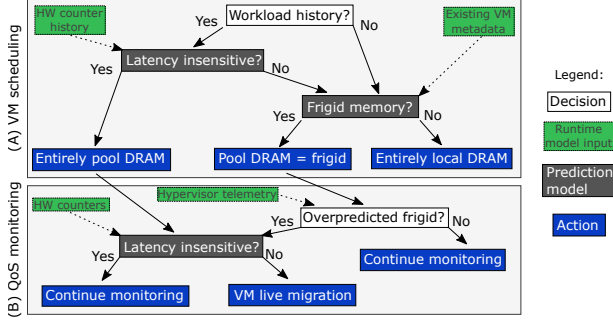 (A) VM scheduling
HW counter
history
Workload history?
Existing VM
metadata
Yes
No
Latency insensitive?
Yes
No
Frigid memory?
Yes
No
Entirely pool DRAM
Pool DRAM = frigid
Entirely local DRAM
(B) QoS monitoring
HW counters
Hypervisor telemetry
Overpredicted frigid?
Yes
No
Latency insensitive?
Yes
No
Continue monitoring
Continue monitoring
VM live migration
Legend:
Decision
Runtime
model input
Prediction
model
Action